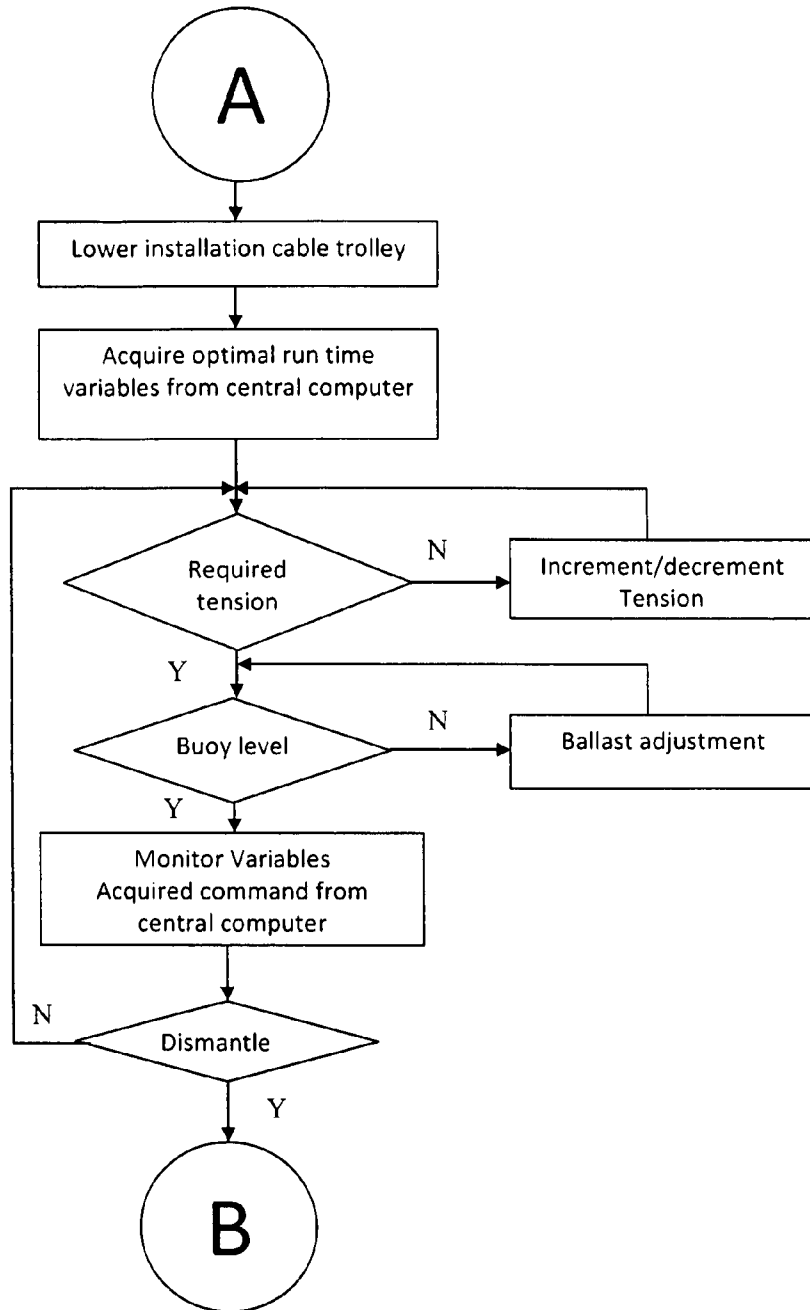 A
Lower installation cable trolley
Acquire optimal run time
variables from central computer
Required
tension
N
Increment/decrement
Tension
Y
Buoy level
N
Ballast adjustment
Y
Monitor Variables
Acquired command from
central computer
N
Dismantle
Y
B